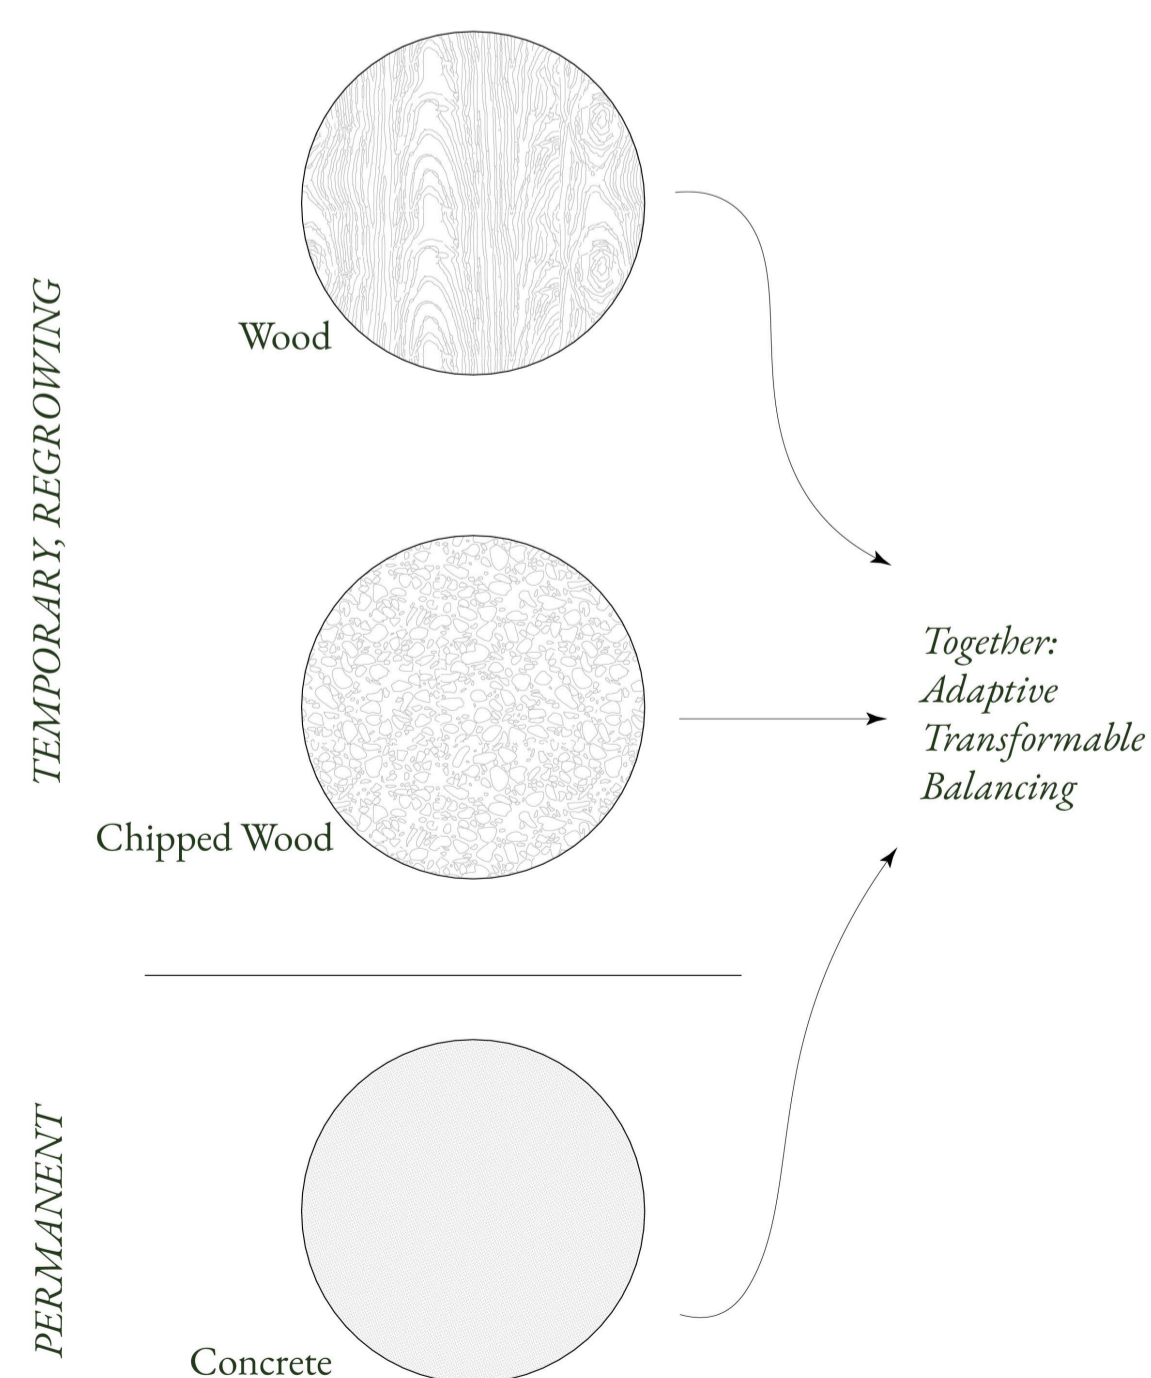 TEMPORARY, REGROWING
Wood
Chipped Wood
Together:
Adaptive
Transformable
Balancing
PERMANENT
Concrete